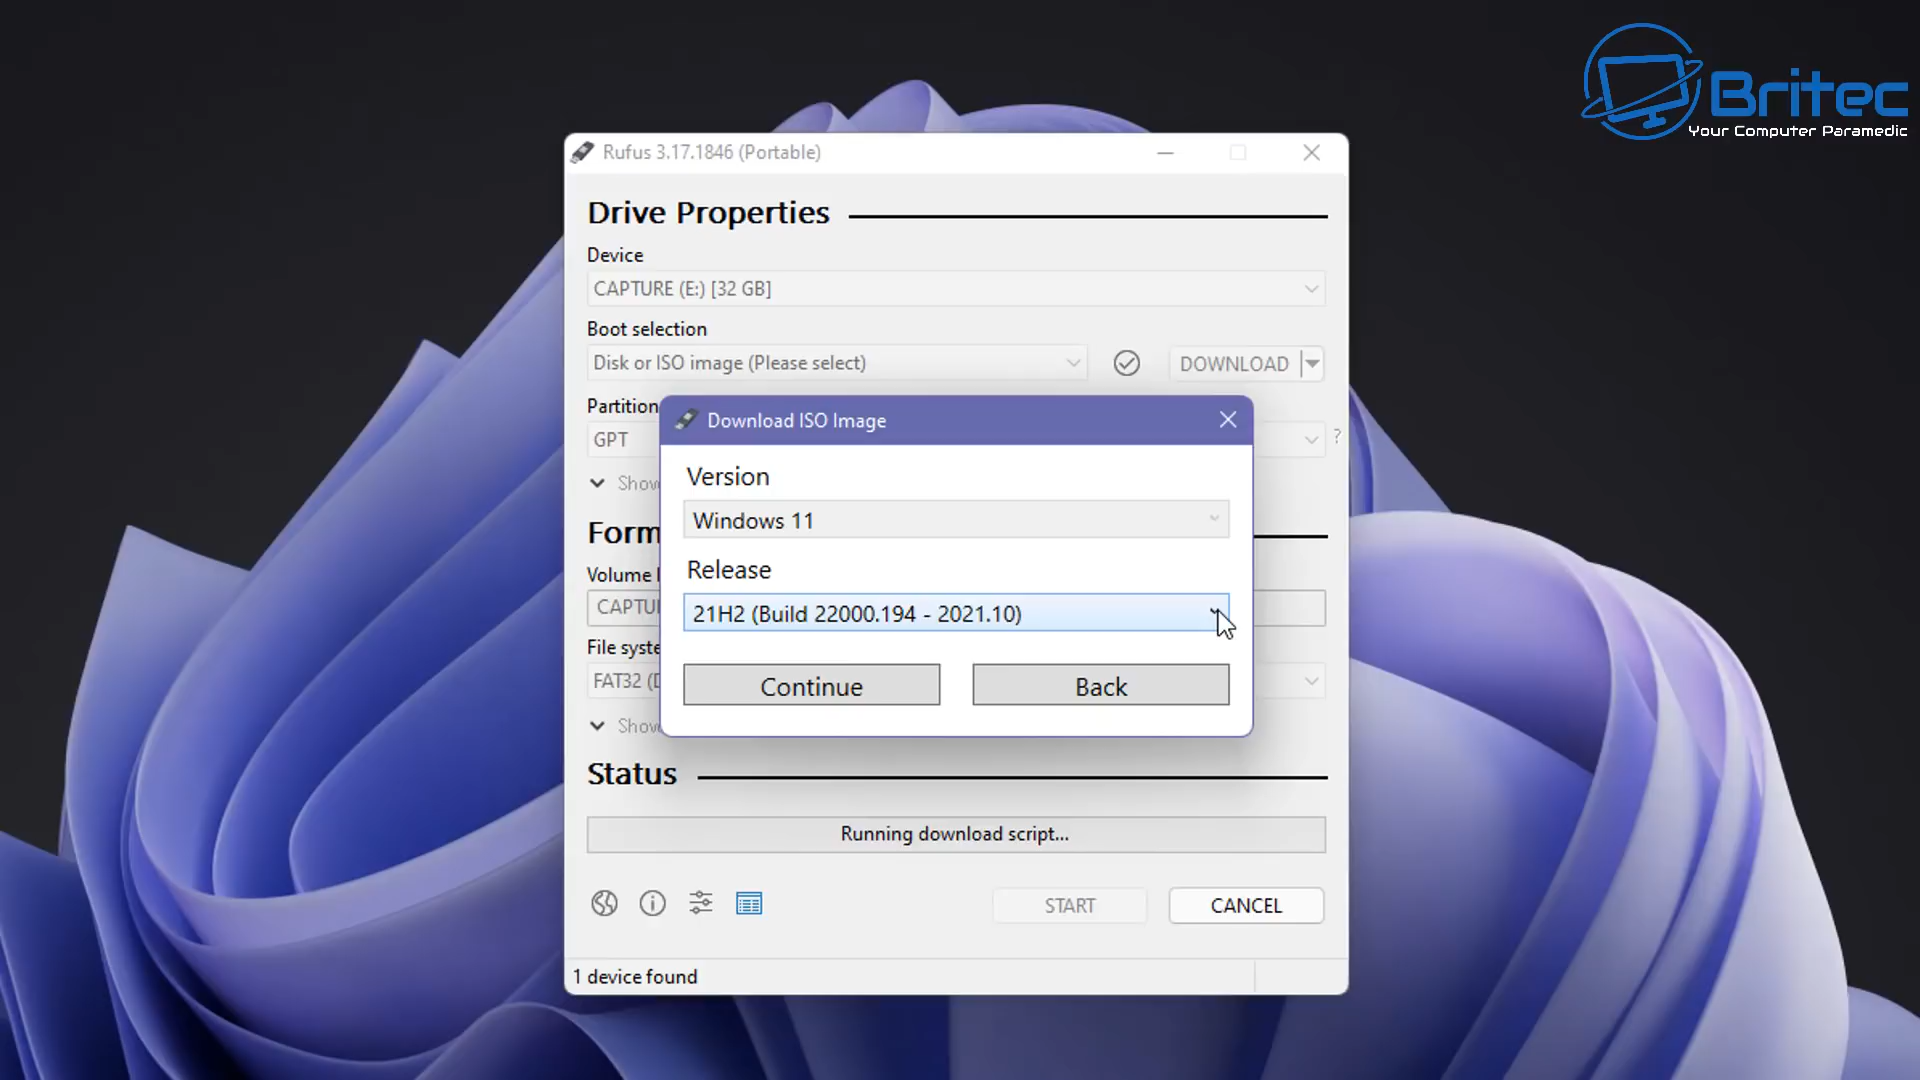 Britec
Your Computer Paramedic
Rufus 3.17.1846 (Portable)
Drive Properties
Device
CAPTURE (E:) [32 GB]
Boot selection
Disk or ISO image (Please select)
DOWNLOAD
Partition
GPT
?
Show
Download ISO Image
Version
Windows 11
Release
21H2 (Build 22000.194 - 2021.10)
Continue
Back
Form
Volume l
CAPTU
File syste
FAT32 (D
Show
Status
Running download script...
START
CANCEL
1 device found